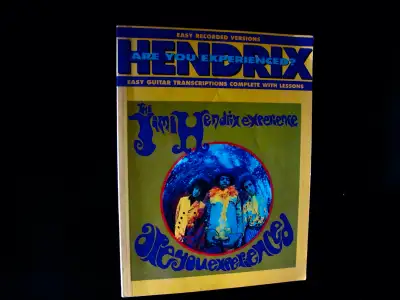 EASY RECORDED VERSIONS
HENDRIX
ARE YOU EXPERIENCED?
EASY GUITAR TRANSCRIPTIONS COMPLETE WITH LESSONS
THE
JIMI HENDRIX EXPERIENCE
are you experienced